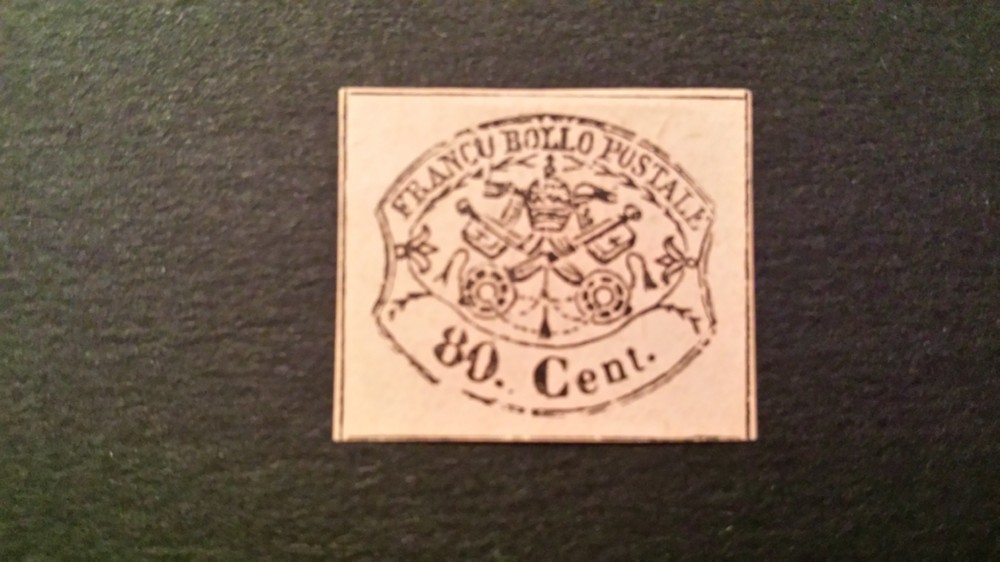 FRANCO BOLLO POSTALE
80. Cent.